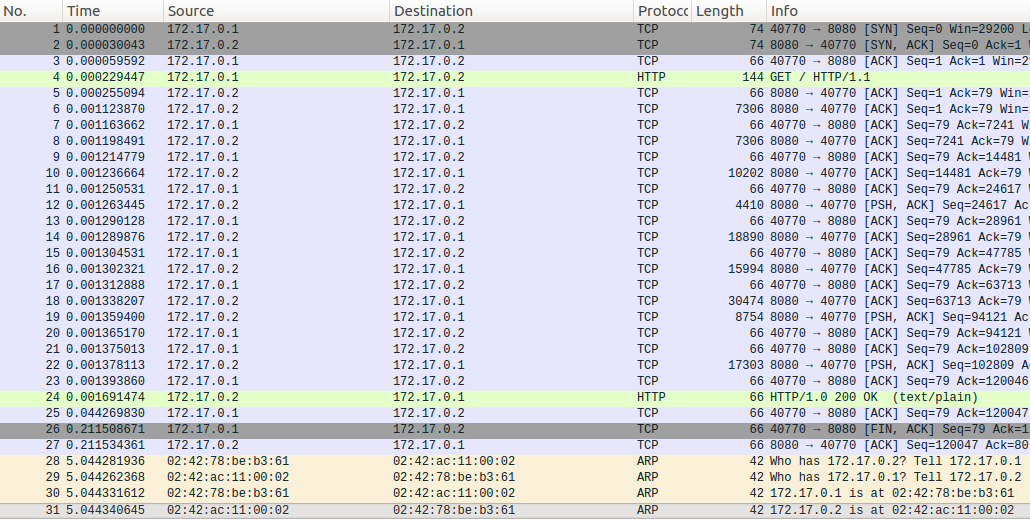 No. Time Source Destination Protocc Length Info
1 0.000000000 172.17.0.1 172.17.0.2 TCP 74 40770 → 8080 [SYN] Seq=0 Win=29200 L
2 0.000030043 172.17.0.2 172.17.0.1 TCP 74 8080 → 40770 [SYN, ACK] Seq=0 Ack=1
3 0.000059592 172.17.0.1 172.17.0.2 TCP 66 40770 → 8080 [ACK] Seq=1 Ack=1 Win=29
4 0.000229447 172.17.0.1 172.17.0.2 HTTP 144 GET / HTTP/1.1
5 0.000255094 172.17.0.2 172.17.0.1 TCP 66 8080 → 40770 [ACK] Seq=1 Ack=79 Win=
6 0.001123870 172.17.0.2 172.17.0.1 TCP 7306 8080 → 40770 [ACK] Seq=1 Ack=79 Win=
7 0.001163662 172.17.0.1 172.17.0.2 TCP 66 40770 → 8080 [ACK] Seq=79 Ack=7241 W
8 0.001198491 172.17.0.2 172.17.0.1 TCP 7306 8080 → 40770 [ACK] Seq=7241 Ack=79 W
9 0.001214779 172.17.0.1 172.17.0.2 TCP 66 40770 → 8080 [ACK] Seq=79 Ack=14481
10 0.001236664 172.17.0.2 172.17.0.1 TCP 10202 8080 → 40770 [ACK] Seq=14481 Ack=79
11 0.001250531 172.17.0.1 172.17.0.2 TCP 66 40770 → 8080 [ACK] Seq=79 Ack=24617
12 0.001263445 172.17.0.2 172.17.0.1 TCP 4410 8080 → 40770 [PSH, ACK] Seq=24617 Ac
13 0.001290128 172.17.0.1 172.17.0.2 TCP 66 40770 → 8080 [ACK] Seq=79 Ack=28961
14 0.001289876 172.17.0.2 172.17.0.1 TCP 18890 8080 → 40770 [ACK] Seq=28961 Ack=79
15 0.001304531 172.17.0.1 172.17.0.2 TCP 66 40770 → 8080 [ACK] Seq=79 Ack=47785
16 0.001302321 172.17.0.2 172.17.0.1 TCP 15994 8080 → 40770 [ACK] Seq=47785 Ack=79
17 0.001312888 172.17.0.1 172.17.0.2 TCP 66 40770 → 8080 [ACK] Seq=79 Ack=63713
18 0.001338207 172.17.0.2 172.17.0.1 TCP 30474 8080 → 40770 [ACK] Seq=63713 Ack=79
19 0.001359400 172.17.0.2 172.17.0.1 TCP 8754 8080 → 40770 [PSH, ACK] Seq=94121 Ac
20 0.001365170 172.17.0.1 172.17.0.2 TCP 66 40770 → 8080 [ACK] Seq=79 Ack=94121
21 0.001375013 172.17.0.1 172.17.0.2 TCP 66 40770 → 8080 [ACK] Seq=79 Ack=102809
22 0.001378113 172.17.0.2 172.17.0.1 TCP 17303 8080 → 40770 [PSH, ACK] Seq=102809 A
23 0.001393860 172.17.0.1 172.17.0.2 TCP 66 40770 → 8080 [ACK] Seq=79 Ack=120046
24 0.001691474 172.17.0.2 172.17.0.1 HTTP 66 HTTP/1.0 200 OK (text/plain)
25 0.044269830 172.17.0.1 172.17.0.2 TCP 66 40770 → 8080 [ACK] Seq=79 Ack=120047
26 0.211508671 172.17.0.1 172.17.0.2 TCP 66 40770 → 8080 [FIN, ACK] Seq=79 Ack=1
27 0.211534361 172.17.0.2 172.17.0.1 TCP 66 8080 → 40770 [ACK] Seq=120047 Ack=80
28 5.044281936 02:42:78:be:b3:61 02:42:ac:11:00:02 ARP 42 Who has 172.17.0.2? Tell 172.17.0.1
29 5.044262368 02:42:ac:11:00:02 02:42:78:be:b3:61 ARP 42 Who has 172.17.0.1? Tell 172.17.0.2
30 5.044331612 02:42:78:be:b3:61 02:42:ac:11:00:02 ARP 42 172.17.0.1 is at 02:42:78:be:b3:61
31 5.044340645 02:42:ac:11:00:02 02:42:78:be:b3:61 ARP 42 172.17.0.2 is at 02:42:ac:11:00:02